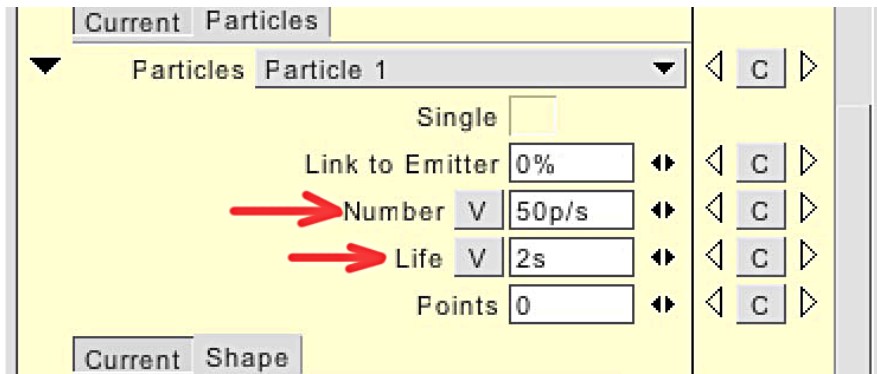 Current Particles
Particles Particle 1 C
Single
Link to Emitter 0% C
Number V 50p/s C
Life V 2s C
Points 0 C
Current Shape